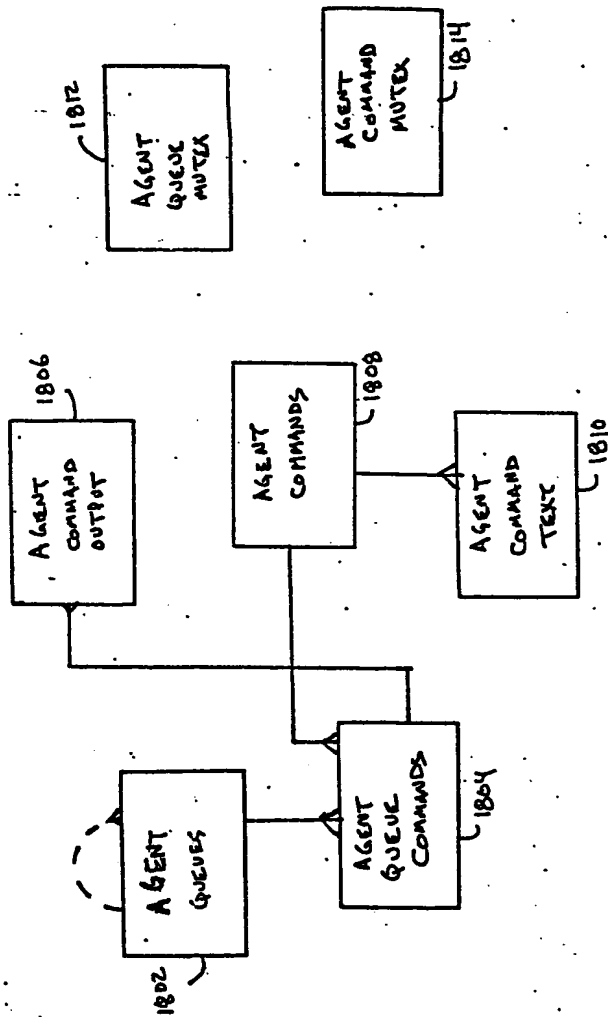 1802
AGENT
QUEUES
AGENT
QUEUE
COMMANDS
1804
AGENT
COMMAND
OUTPUT
1806
AGENT
COMMANDS
1808
AGENT
COMMAND
TEXT
1810
AGENT
QUEUE
MUTEX
1812
AGENT
COMMAND
MUTEX
1814